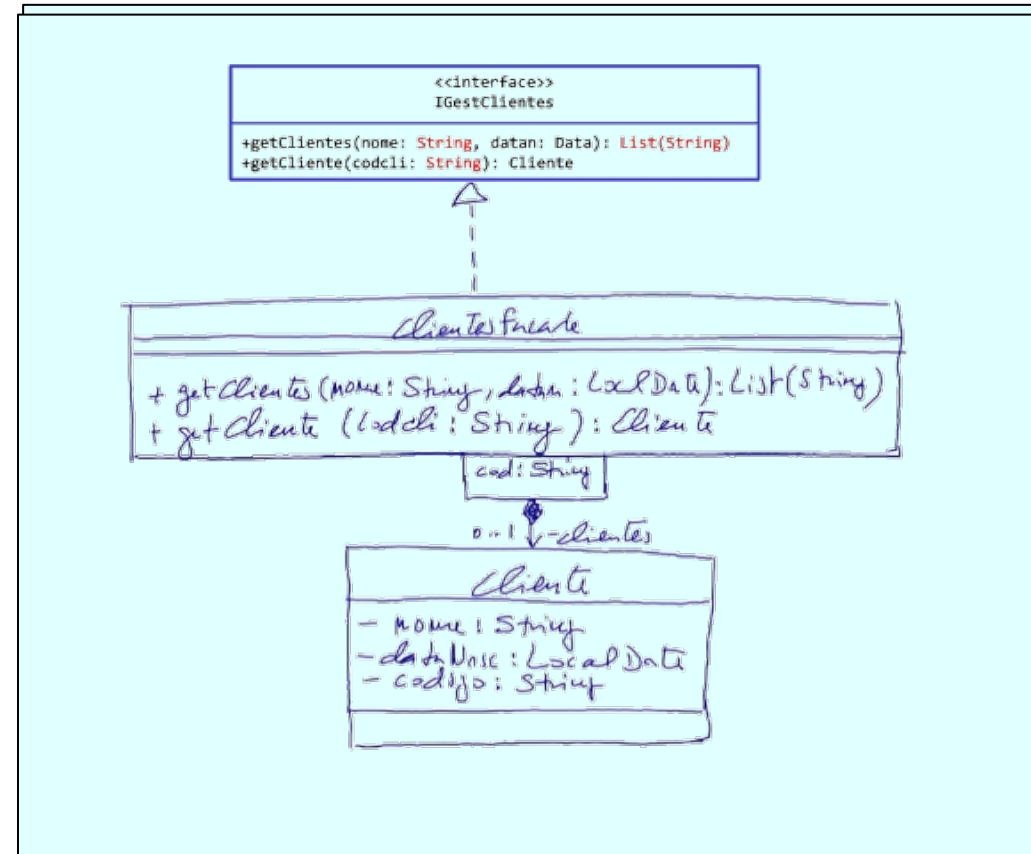 <<interface>>
IGestClientes
+getClientes(nome: String, datan: Data): List(String)
+getCliente(codcli: String): Cliente
ClientesFacade
+ getClientes (nome: String, datan: LocalDate): List(String)
+ getCliente (codcli: String): Cliente
cod: String
0..1 -clientes
Cliente
- nome: String
- dataNasc: LocalDate
- codigo: String